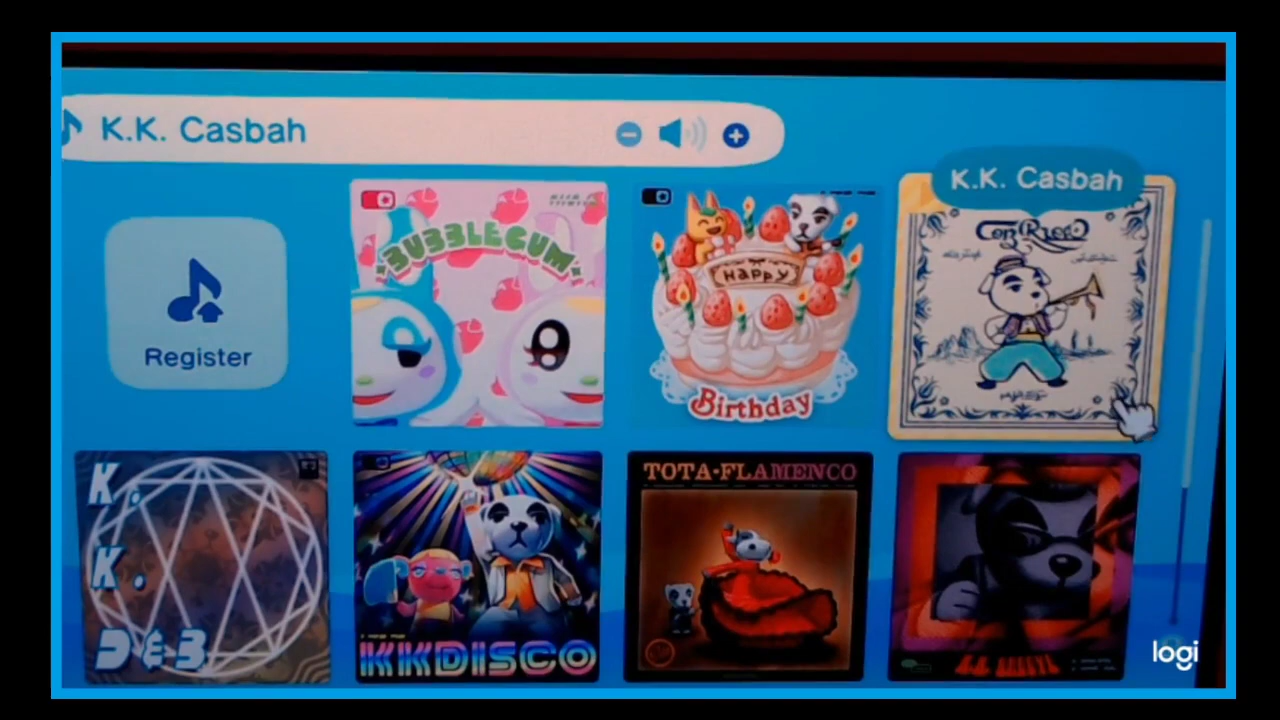 K.K. Casbah
K.K. Casbah
Register
BUBBLEGUM
HAPPY
Birthday
K.
K.
D&B
KKDISCO
TOTA•FLAMENCO
logi